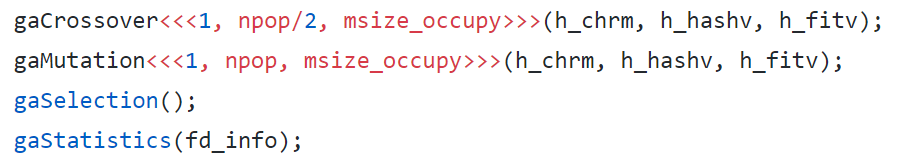 gaCrossover<<<1, npop/2, msize_occupy>>>(h_chrm, h_hashv, h_fitv);
gaMutation<<<1, npop, msize_occupy>>>(h_chrm, h_hashv, h_fitv);
gaSelection();
gaStatistics(fd_info);